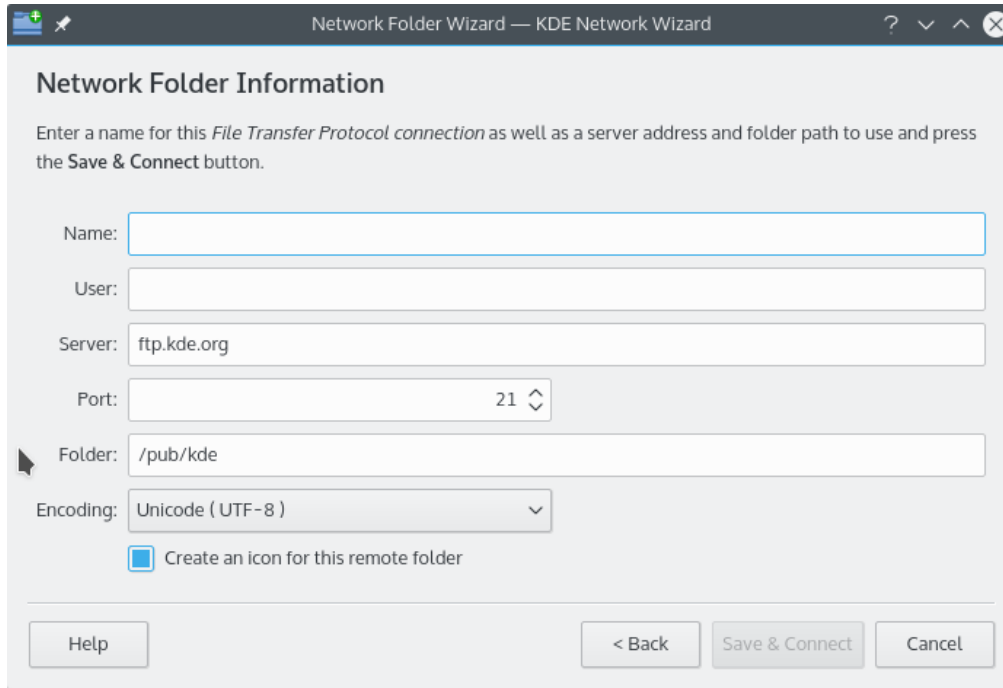 Network Folder Wizard — KDE Network Wizard
Network Folder Information
Enter a name for this File Transfer Protocol connection as well as a server address and folder path to use and press
the Save & Connect button.
Name:
User:
Server: ftp.kde.org
Port: 21
Folder: /pub/kde
Encoding: Unicode ( UTF-8 )
Create an icon for this remote folder
Help < Back Save & Connect Cancel